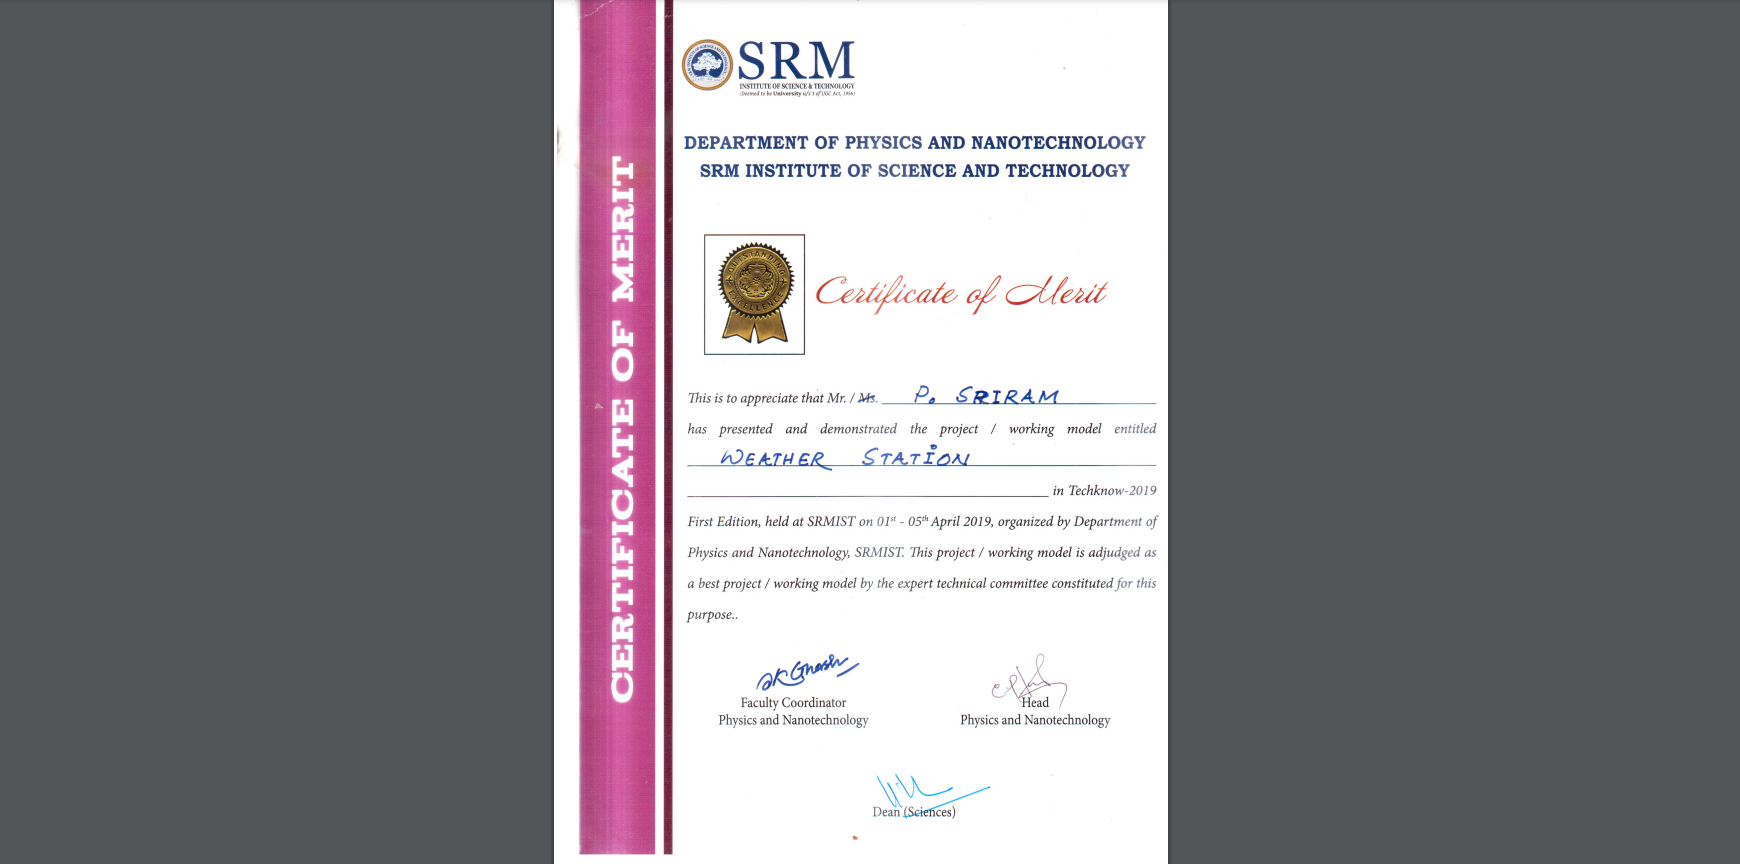 SRM
INSTITUTE OF SCIENCE & TECHNOLOGY
(Deemed to be University u/s 3 of UGC Act, 1956)
DEPARTMENT OF PHYSICS AND NANOTECHNOLOGY
SRM INSTITUTE OF SCIENCE AND TECHNOLOGY
CERTIFICATE OF MERIT
OUTSTANDING
EXCELLENCE
Certificate of Merit
This is to appreciate that Mr. / Ms. P. SRIRAM
has presented and demonstrated the project / working model entitled
WEATHER STATION
in Techknow-2019
First Edition, held at SRMIST on 01st - 05th April 2019, organized by Department of
Physics and Nanotechnology, SRMIST. This project / working model is adjudged as
a best project / working model by the expert technical committee constituted for this
purpose..
Faculty Coordinator
Physics and Nanotechnology
Head
Physics and Nanotechnology
Dean (Sciences)